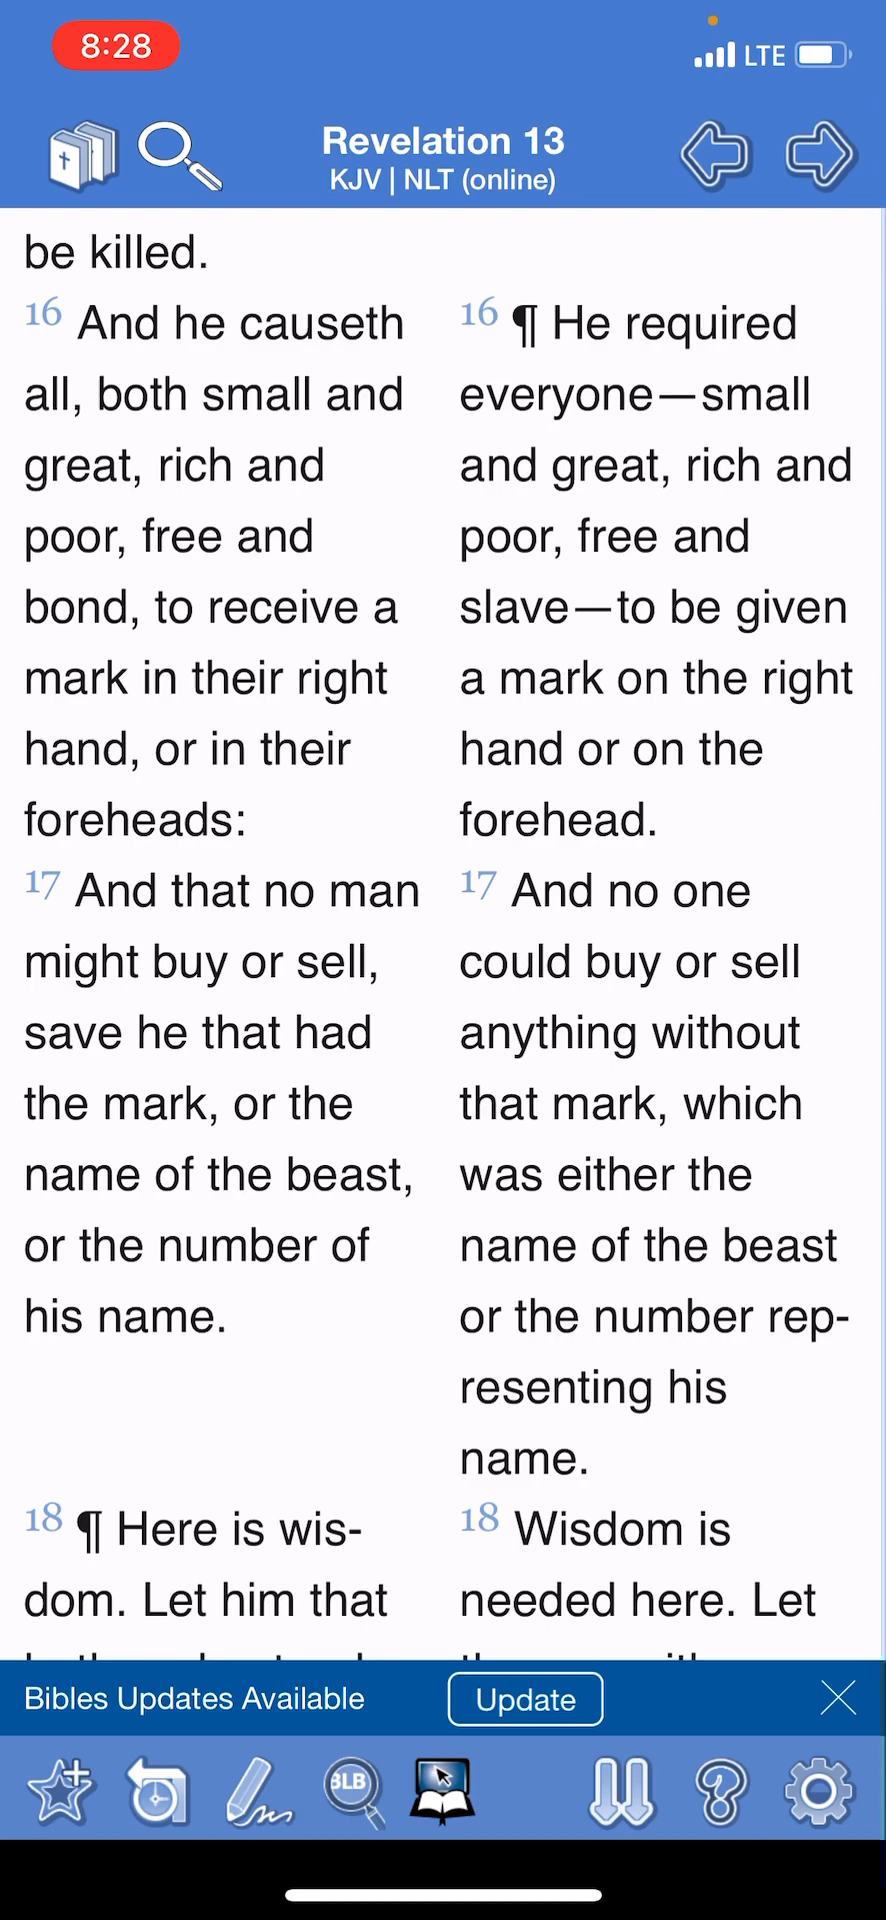 8:28
LTE
Revelation 13
KJV | NLT (online)
be killed.
16 And he causeth
all, both small and
great, rich and
poor, free and
bond, to receive a
mark in their right
hand, or in their
foreheads:
17 And that no man
might buy or sell,
save he that had
the mark, or the
name of the beast,
or the number of
his name.
18 ¶ Here is wis-
dom. Let him that
16 ¶ He required
everyone—small
and great, rich and
poor, free and
slave—to be given
a mark on the right
hand or on the
forehead.
17 And no one
could buy or sell
anything without
that mark, which
was either the
name of the beast
or the number rep-
resenting his
name.
18 Wisdom is
needed here. Let
Bibles Updates Available
Update
BLB